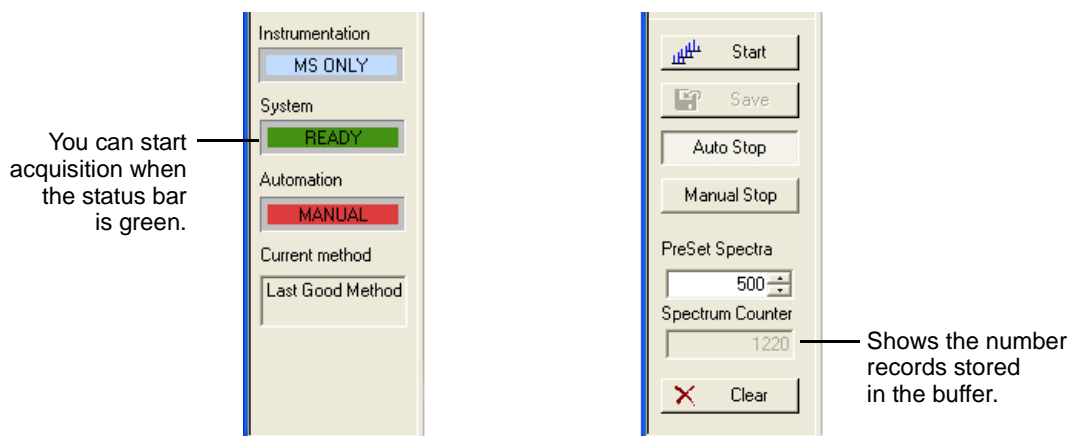 Instrumentation
MS ONLY
System
READY
You can start
acquisition when
the status bar
is green.
Automation
MANUAL
Current method
Last Good Method
Start
Save
Auto Stop
Manual Stop
PreSet Spectra
500
Spectrum Counter
1220
Shows the number
records stored
in the buffer.
Clear